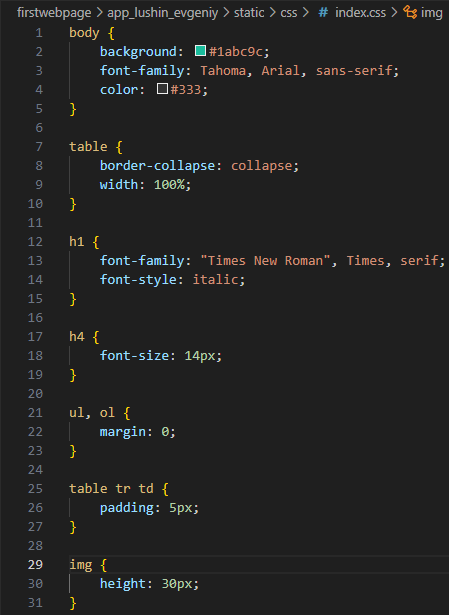 firstwebpage > app_lushin_evgeniy > static > css > # index.css > img
1 body {
2     background: #1abc9c;
3     font-family: Tahoma, Arial, sans-serif;
4     color: #333;
5 }
6
7 table {
8     border-collapse: collapse;
9     width: 100%;
10 }
11
12 h1 {
13     font-family: "Times New Roman", Times, serif;
14     font-style: italic;
15 }
16
17 h4 {
18     font-size: 14px;
19 }
20
21 ul, ol {
22     margin: 0;
23 }
24
25 table tr td {
26     padding: 5px;
27 }
28
29 img {
30     height: 30px;
31 }